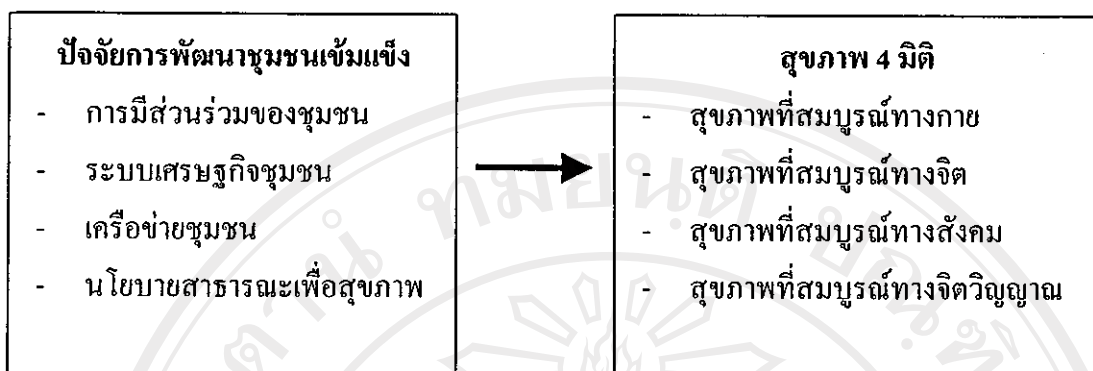 ปัจจัยการพัฒนาชุมชนเข้มแข็ง
- การมีส่วนร่วมของชุมชน
- ระบบเศรษฐกิจชุมชน
- เครือข่ายชุมชน
- นโยบายสาธารณะเพื่อสุขภาพ
สุขภาพ 4 มิติ
- สุขภาพที่สมบูรณ์ทางกาย
- สุขภาพที่สมบูรณ์ทางจิต
- สุขภาพที่สมบูรณ์ทางสังคม
- สุขภาพที่สมบูรณ์ทางจิตวิญญาณ